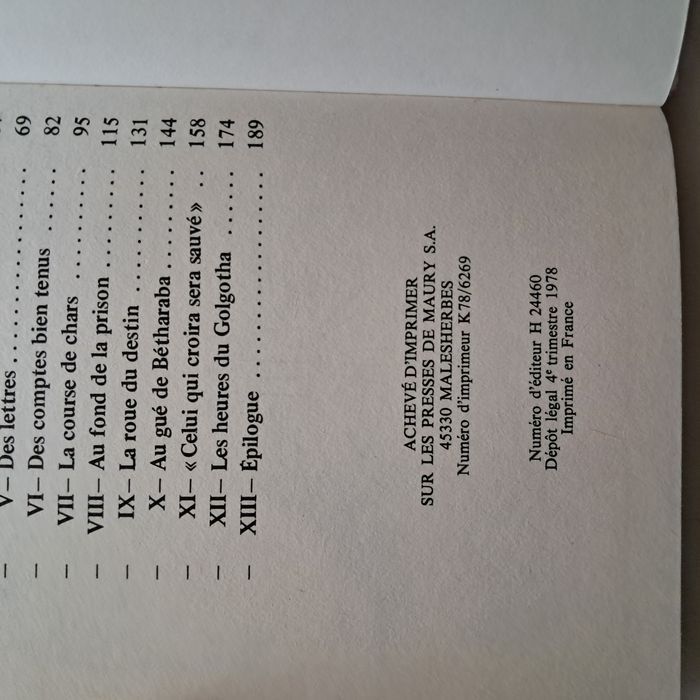 – V – Des lettres .................. 69
– VI – Des comptes bien tenus ...... 82
– VII – La course de chars ......... 95
– VIII – Au fond de la prison .......... 115
– IX – La roue du destin ........... 131
– X – Au gué de Bétharaba ......... 144
– XI – « Celui qui croira sera sauvé » .. 158
– XII – Les heures du Golgotha ...... 174
– XIII – Épilogue .................. 189
ACHEVÉ D'IMPRIMER
SUR LES PRESSES DE MAURY S.A.
45330 MALESHERBES
Numéro d'imprimeur K 78/6269
Numéro d'éditeur H 24460
Dépôt légal 4e trimestre 1978
Imprimé en France